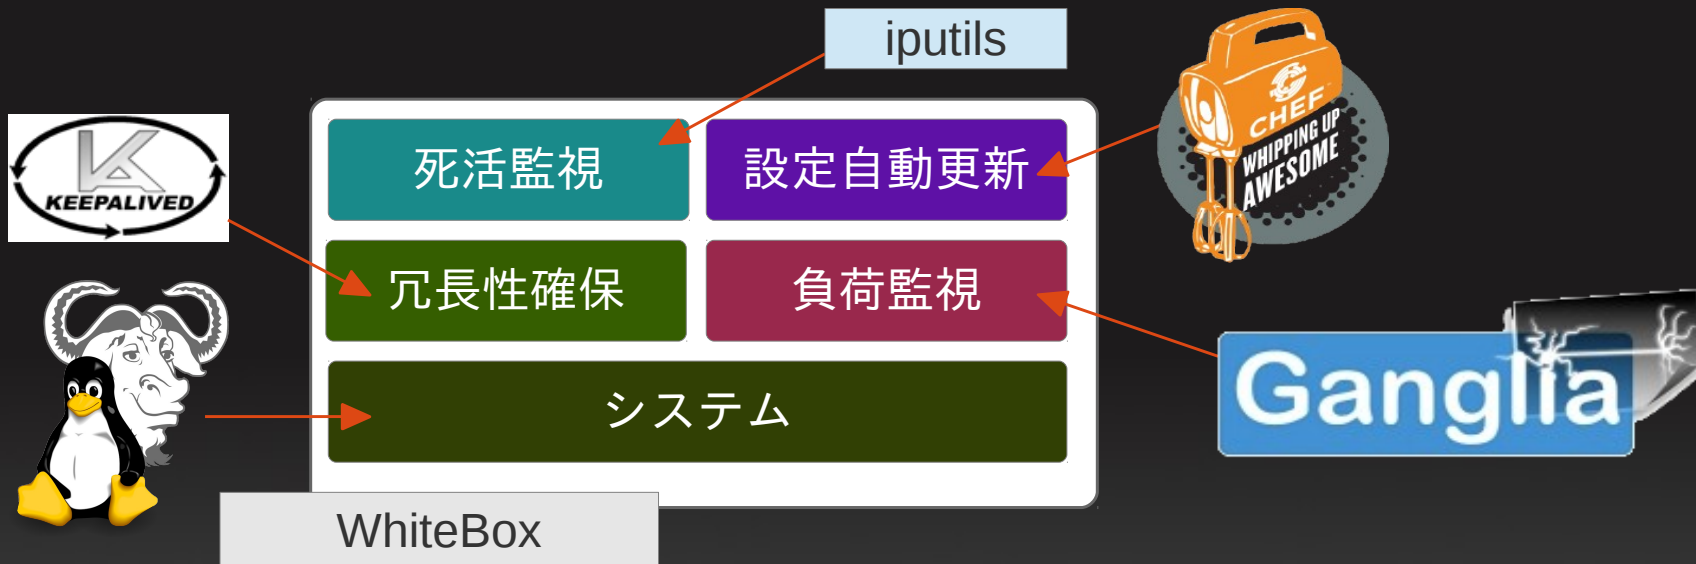 iputils
KEEPALIVED
死活監視
設定自動更新
CHEF
WHIPPING UP
AWESOME
冗長性確保
負荷監視
Ganglia
システム
WhiteBox